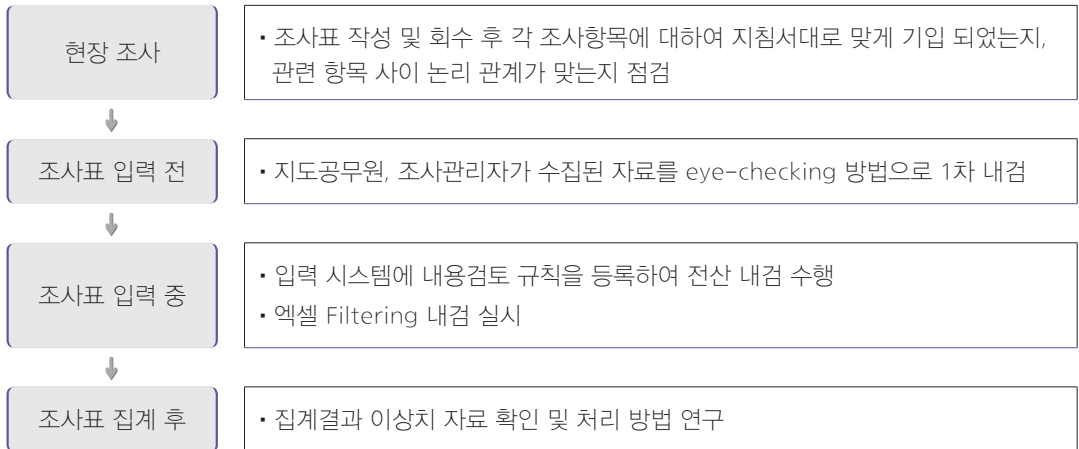 현장 조사
▪ 조사표 작성 및 회수 후 각 조사항목에 대하여 지침서대로 맞게 기입 되었는지,
관련 항목 사이 논리 관계가 맞는지 점검
조사표 입력 전
▪ 지도공무원, 조사관리자가 수집된 자료를 eye-checking 방법으로 1차 내검
조사표 입력 중
▪ 입력 시스템에 내용검토 규칙을 등록하여 전산 내검 수행
▪ 엑셀 Filtering 내검 실시
조사표 집계 후
▪ 집계결과 이상치 자료 확인 및 처리 방법 연구